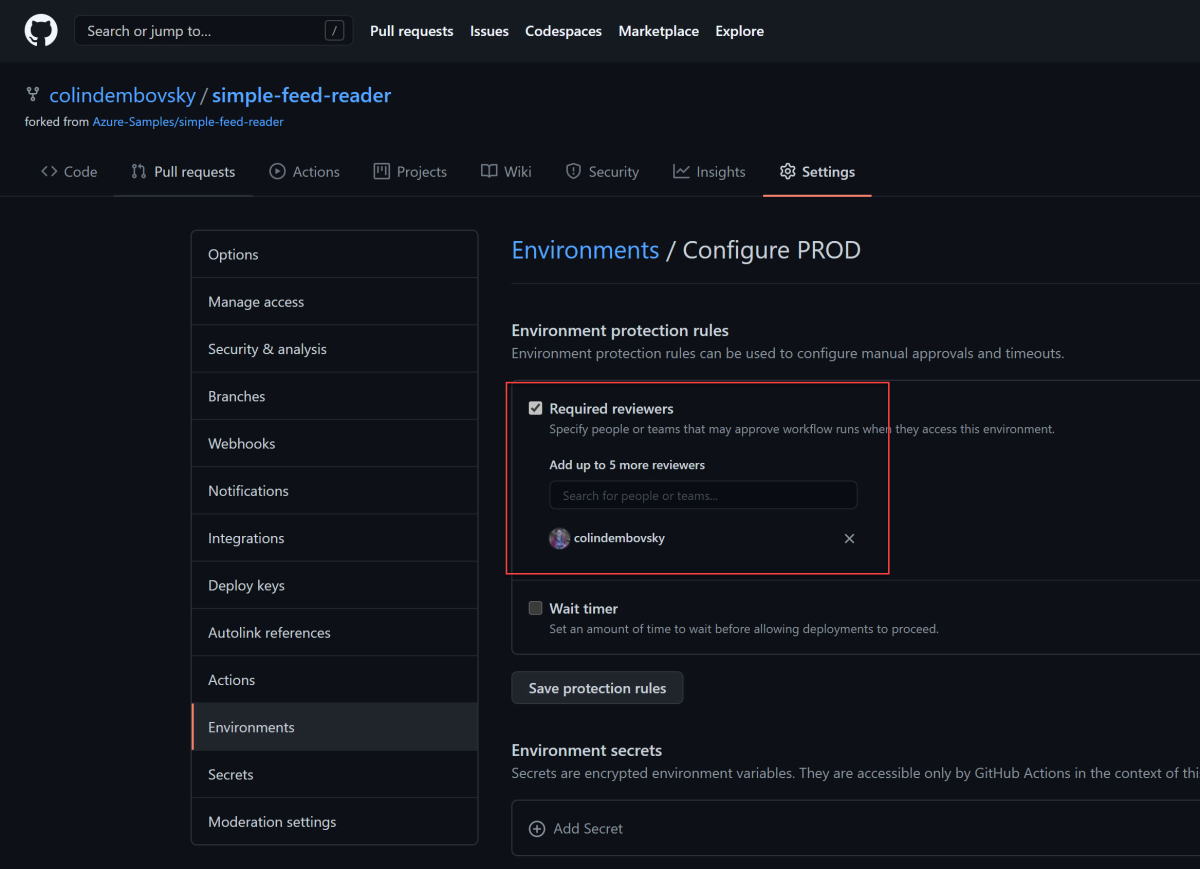 Search or jump to... /
Pull requests Issues Codespaces Marketplace Explore
colindembovsky / simple-feed-reader
forked from Azure-Samples/simple-feed-reader
Code Pull requests Actions Projects Wiki Security Insights Settings
Options
Manage access
Security & analysis
Branches
Webhooks
Notifications
Integrations
Deploy keys
Autolink references
Actions
Environments
Secrets
Moderation settings
Environments / Configure PROD
Environment protection rules
Environment protection rules can be used to configure manual approvals and timeouts.
Required reviewers
Specify people or teams that may approve workflow runs when they access this environment.
Add up to 5 more reviewers
Search for people or teams...
colindembovsky
Wait timer
Set an amount of time to wait before allowing deployments to proceed.
Save protection rules
Environment secrets
Secrets are encrypted environment variables. They are accessible only by GitHub Actions in the context of
Add Secret